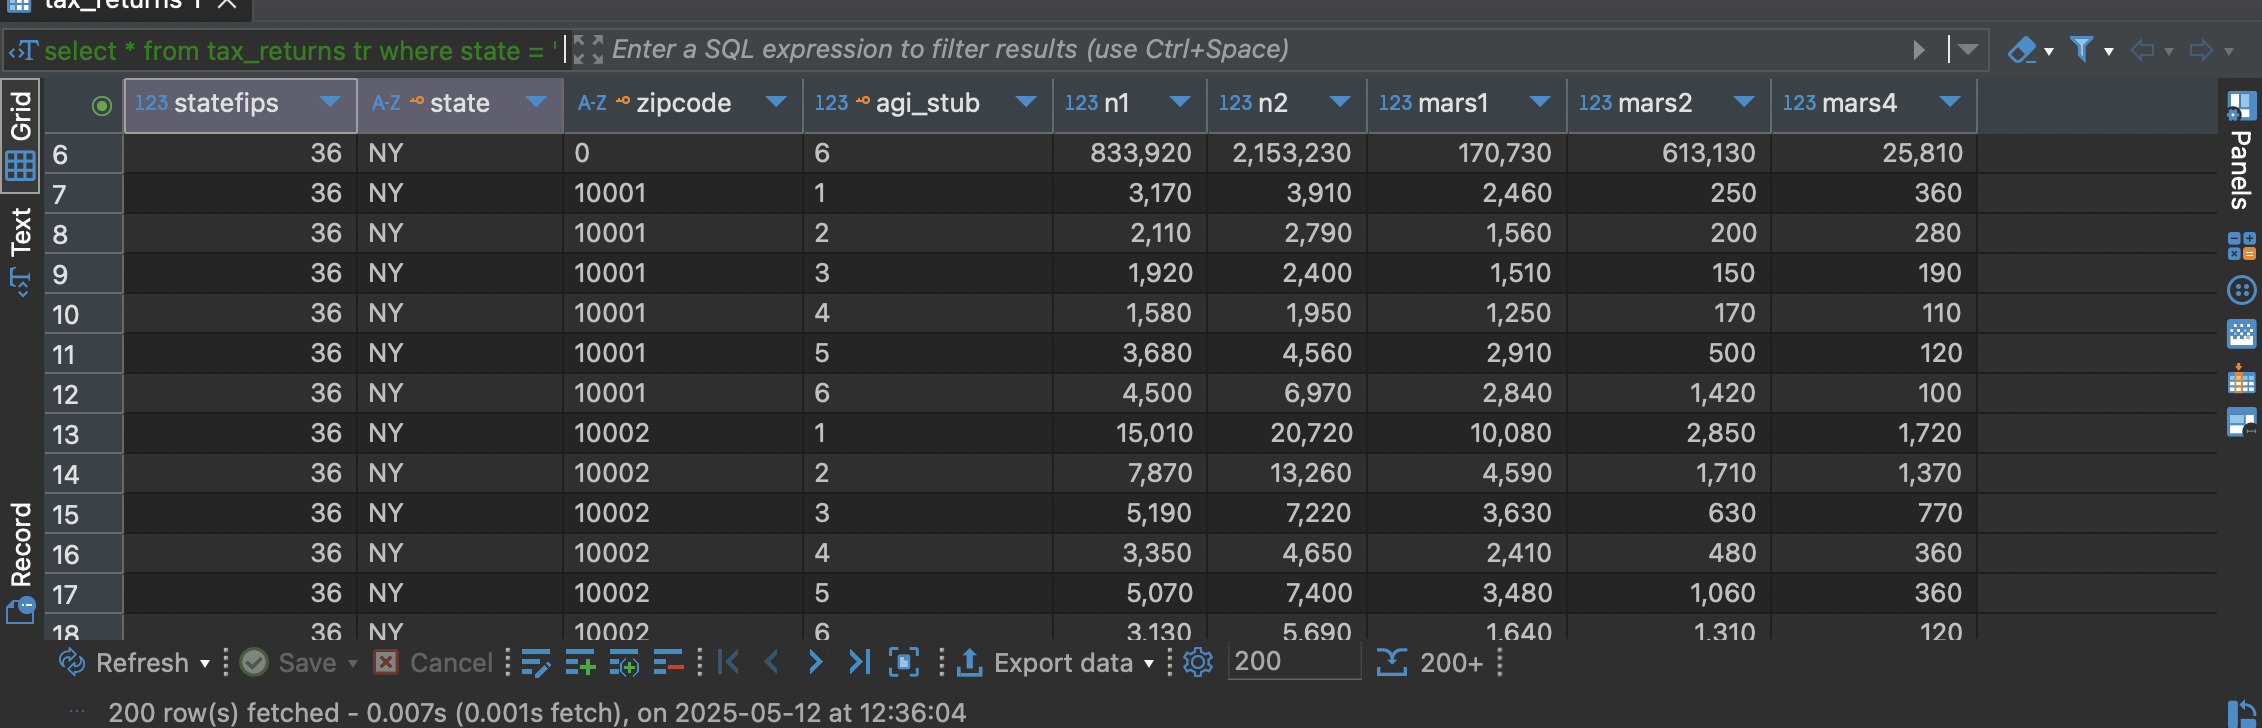 tax_returns 1
select * from tax_returns tr where state = ' Enter a SQL expression to filter results (use Ctrl+Space)
Grid
Text
Record
Panels
123 statefips A-Z state A-Z zipcode 123 agi_stub 123 n1 123 n2 123 mars1 123 mars2 123 mars4
6 36 NY 0 6 833,920 2,153,230 170,730 613,130 25,810
7 36 NY 10001 1 3,170 3,910 2,460 250 360
8 36 NY 10001 2 2,110 2,790 1,560 200 280
9 36 NY 10001 3 1,920 2,400 1,510 150 190
10 36 NY 10001 4 1,580 1,950 1,250 170 110
11 36 NY 10001 5 3,680 4,560 2,910 500 120
12 36 NY 10001 6 4,500 6,970 2,840 1,420 100
13 36 NY 10002 1 15,010 20,720 10,080 2,850 1,720
14 36 NY 10002 2 7,870 13,260 4,590 1,710 1,370
15 36 NY 10002 3 5,190 7,220 3,630 630 770
16 36 NY 10002 4 3,350 4,650 2,410 480 360
17 36 NY 10002 5 5,070 7,400 3,480 1,060 360
18 36 NY 10002 6 3,130 5,690 1,640 1,310 120
Refresh Save Cancel Export data 200 200+
200 row(s) fetched - 0.007s (0.001s fetch), on 2025-05-12 at 12:36:04